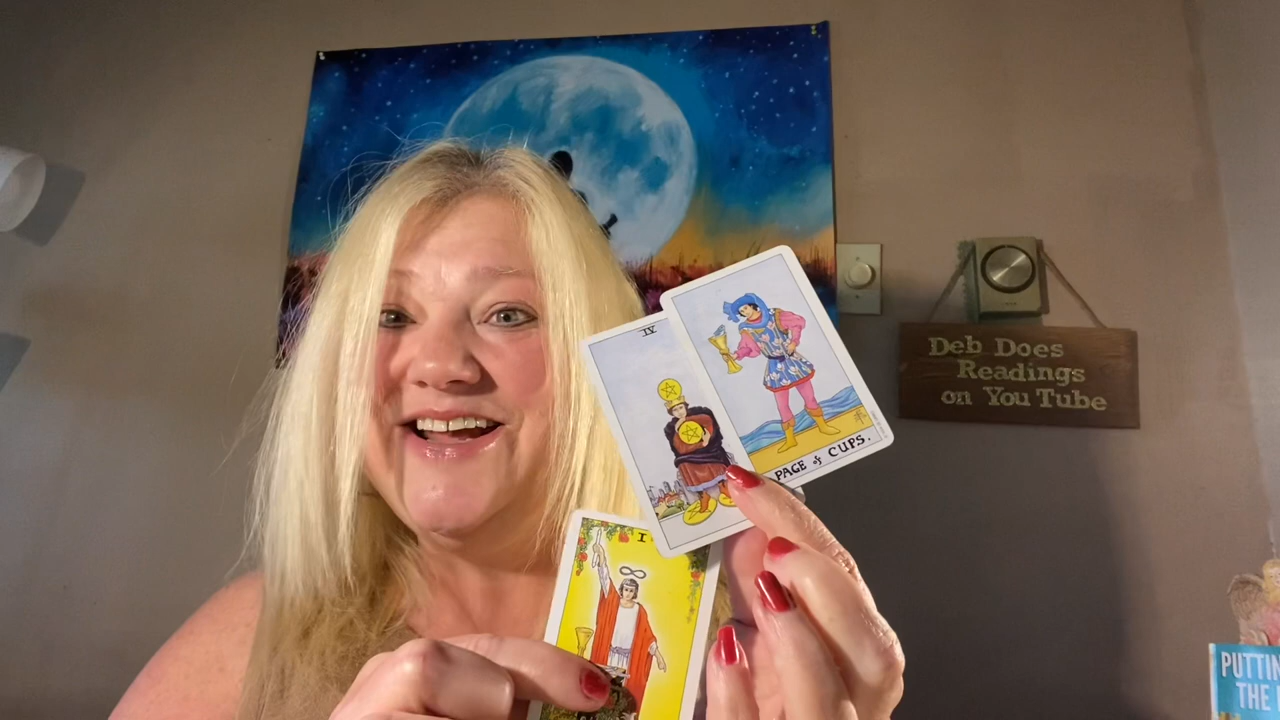 IV
PAGE of CUPS.
I
Deb Does
Readings
on You Tube
PUTTIN
THE